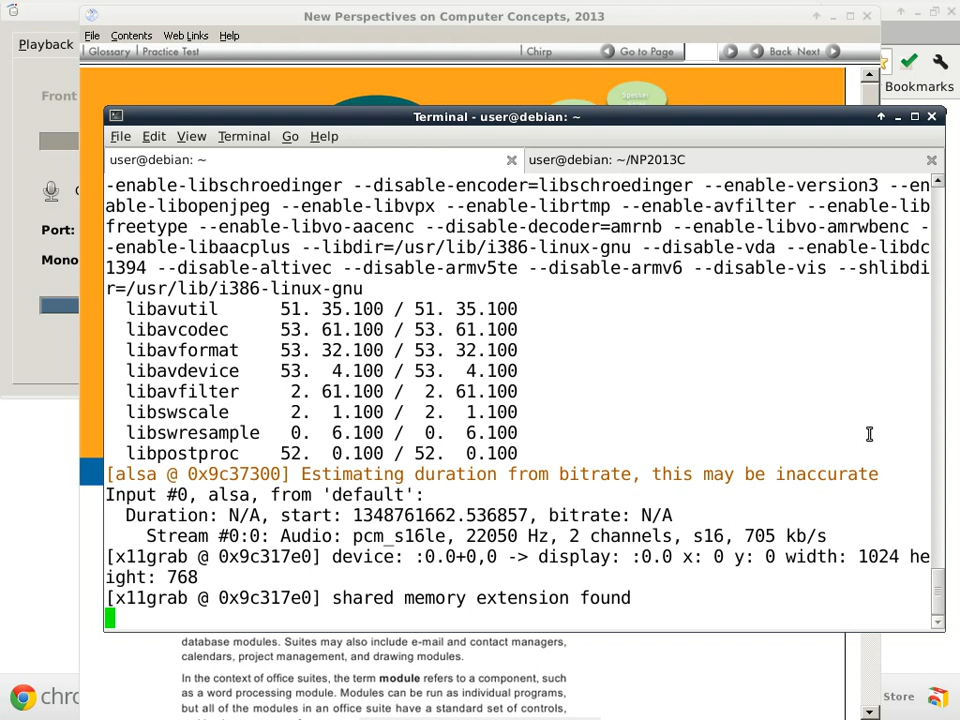 New Perspectives on Computer Concepts, 2013
File Contents Web Links Help
Playback
Glossary Practice Test Chirp Go to Page Back Next
Bookmarks
Front
Speaker
Terminal - user@debian: ~
File Edit View Terminal Go Help
user@debian: ~
user@debian: ~/NP2013C
-enable-libschroedinger --disable-encoder=libschroedinger --enable-version3 --en
able-libopenjpeg --enable-libvpx --enable-librtmp --enable-avfilter --enable-lib
freetype --enable-libvo-aacenc --disable-decoder=amrnb --enable-libvo-amrwbenc -
-enable-libaacplus --libdir=/usr/lib/i386-linux-gnu --disable-vda --enable-libdc
1394 --disable-altivec --disable-armv5te --disable-armv6 --disable-vis --shlibdi
r=/usr/lib/i386-linux-gnu
libavutil 51. 35.100 / 51. 35.100
libavcodec 53. 61.100 / 53. 61.100
libavformat 53. 32.100 / 53. 32.100
libavdevice 53. 4.100 / 53. 4.100
libavfilter 2. 61.100 / 2. 61.100
libswscale 2. 1.100 / 2. 1.100
libswresample 0. 6.100 / 0. 6.100
libpostproc 52. 0.100 / 52. 0.100
[alsa @ 0x9c37300] Estimating duration from bitrate, this may be inaccurate
Input #0, alsa, from 'default':
Duration: N/A, start: 1348761662.536857, bitrate: N/A
Stream #0:0: Audio: pcm_s16le, 22050 Hz, 2 channels, s16, 705 kb/s
[x11grab @ 0x9c317e0] device: :0.0+0,0 -> display: :0.0 x: 0 y: 0 width: 1024 he
ight: 768
[x11grab @ 0x9c317e0] shared memory extension found
Port:
Mono
database modules. Suites may also include e-mail and contact managers,
calendars, project management, and drawing modules.
In the context of office suites, the term module refers to a component, such
as a word processing module. Modules can be run as individual programs,
but all of the modules in an office suite have a standard set of controls,
chro
Store